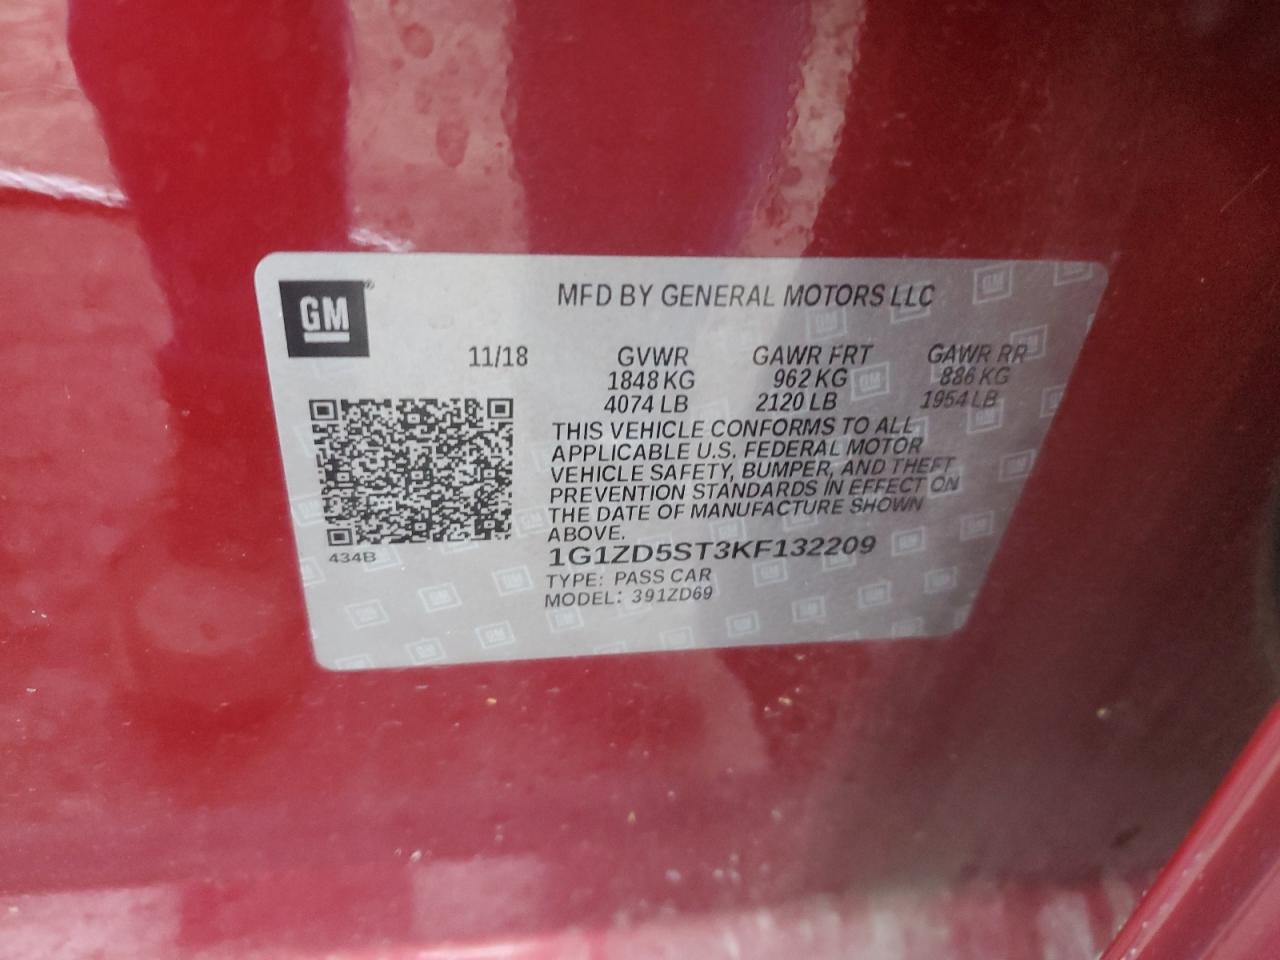 GM
MFD BY GENERAL MOTORS LLC
11/18 GVWR GAWR FRT GAWR RR
1848 KG 962 KG 886 KG
4074 LB 2120 LB 1954 LB
THIS VEHICLE CONFORMS TO ALL
APPLICABLE U.S. FEDERAL MOTOR
VEHICLE SAFETY, BUMPER, AND THEFT
PREVENTION STANDARDS IN EFFECT ON
THE DATE OF MANUFACTURE SHOWN
ABOVE.
434B
1G1ZD5ST3KF132209
TYPE: PASS CAR
MODEL: 391ZD69